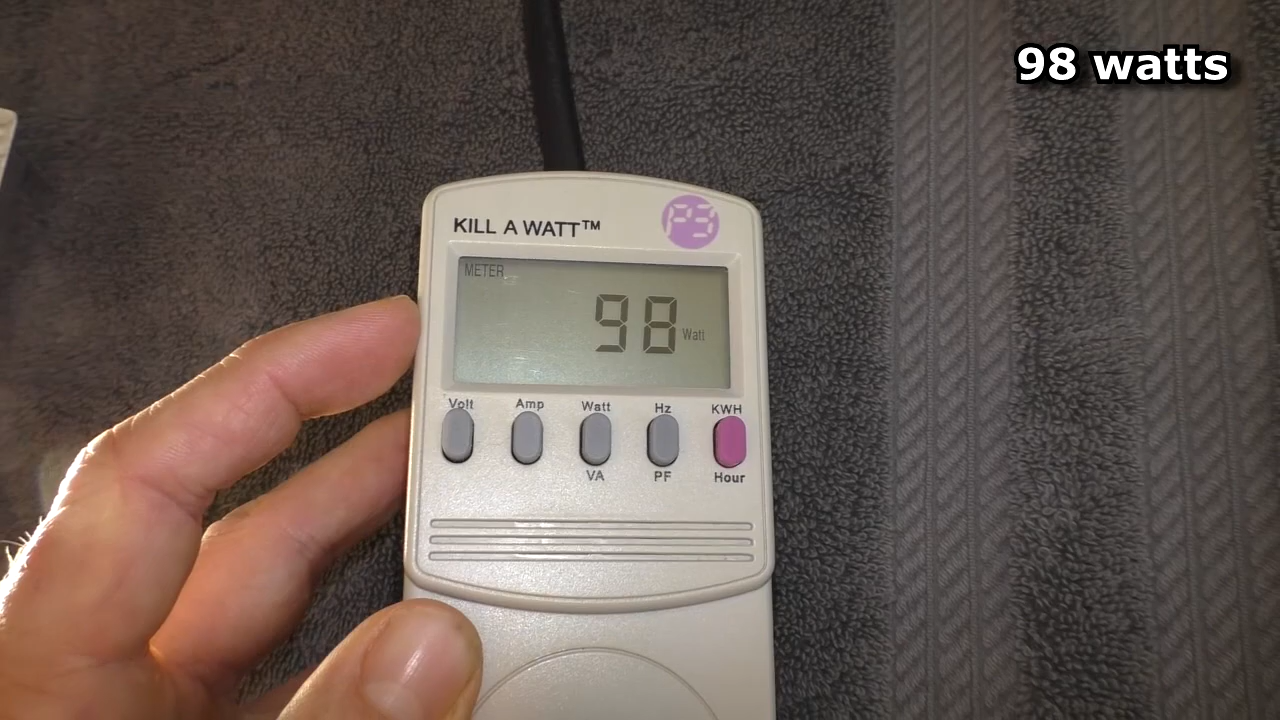 98 watts
KILL A WATT™
P3
METER
98 Watt
Volt Amp Watt Hz KWH
VA PF Hour